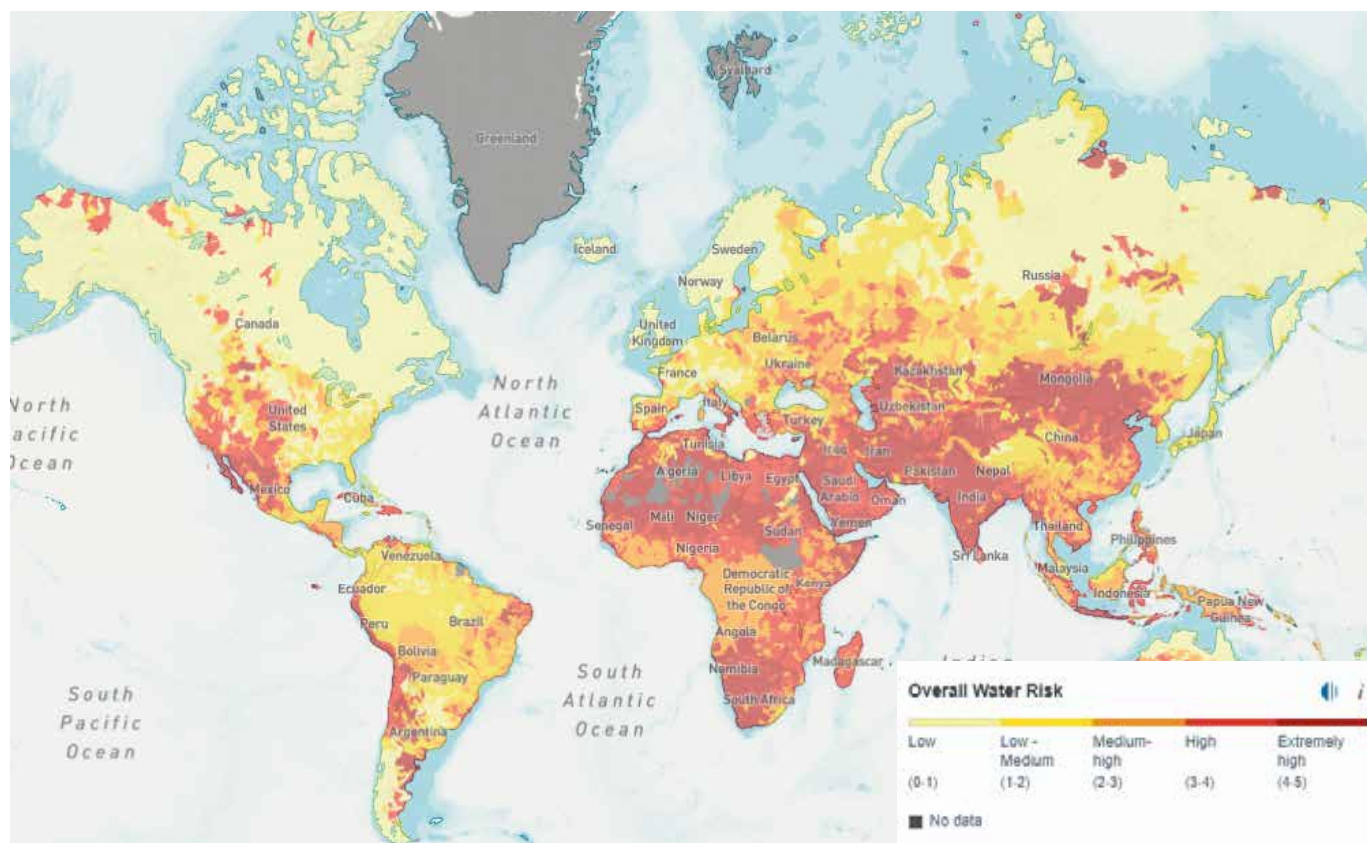 Svalbard
Greenland
Iceland
Sweden
Norway
Russia
Canada
United
Kingdom
Belarus
Ukraine
France
Kazakhstan
Mongolia
North
Atlantic
Ocean
North
acific
Ocean
United
States
Spain
Italy
Turkey
Uzbekistan
China
Japan
Tunisia
Iraq
Iran
Algeria
Libya
Egypt
Saudi
Arabia
Pakistan
Nepal
India
Oman
Mexico
Cuba
Senegal
Mali
Niger
Sudan
Yemen
Thailand
Philippines
Nigeria
Sri Lanka
Venezuela
Malaysia
Ecuador
Democratic
Republic of
the Congo
Kenya
Indonesia
Papua New
Guinea
Peru
Brazil
Angola
Bolivia
Paraguay
Namibia
Madagascar
South Africa
Argentina
South
Pacific
Ocean
South
Atlantic
Ocean
Overall Water Risk
i
Low Low - Medium- High Extremely
Medium high high
(0-1) (1-2) (2-3) (3-4) (4-5)
No data